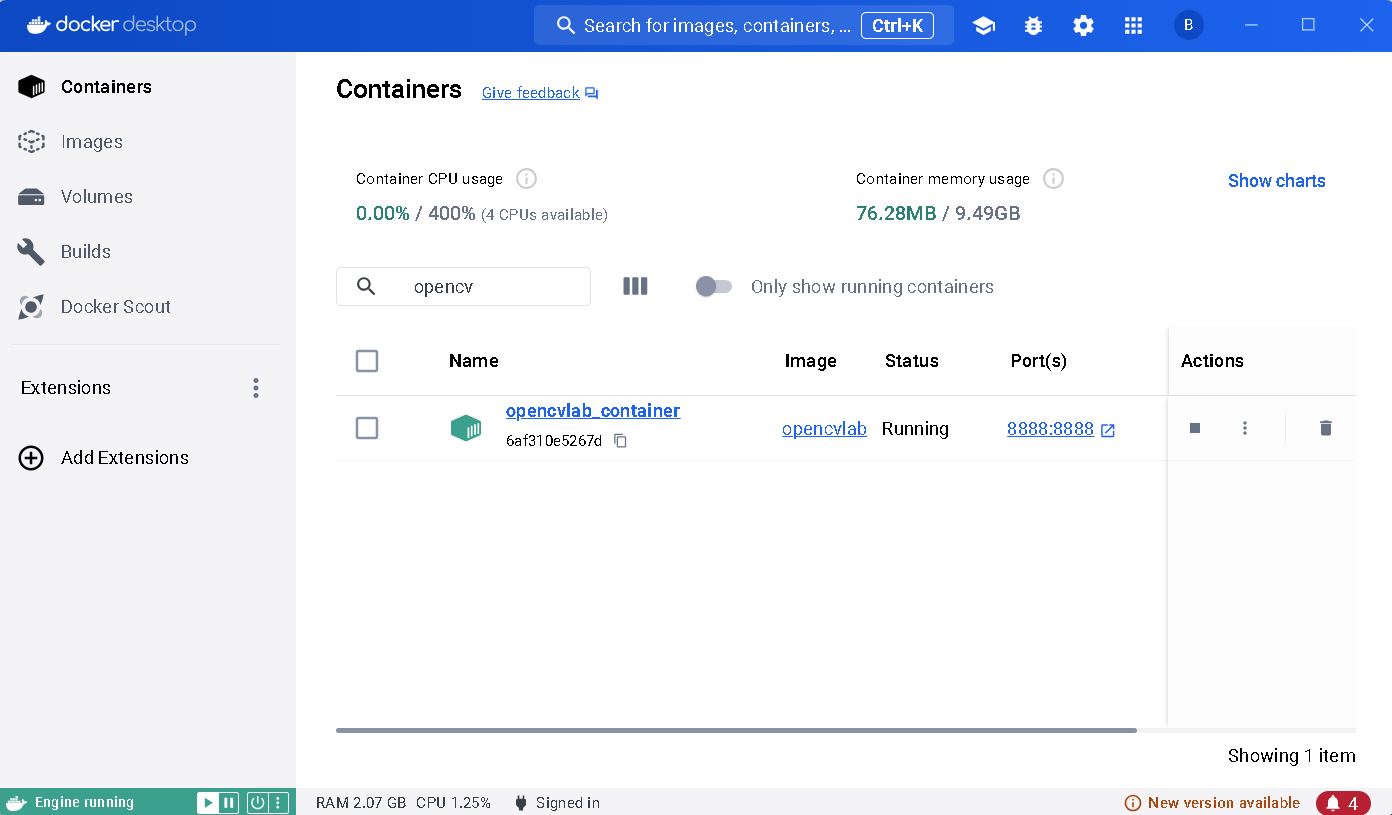 docker desktop
Search for images, containers, ... Ctrl+K
B
Containers
Images
Volumes
Builds
Docker Scout
Extensions
Add Extensions
Containers Give feedback
Container CPU usage
0.00% / 400% (4 CPUs available)
Container memory usage
76.28MB / 9.49GB
Show charts
opencv
Only show running containers
Name Image Status Port(s) Actions
opencvlab_container
6af310e5267d
opencvlab Running 8888:8888
Showing 1 item
Engine running
RAM 2.07 GB CPU 1.25% Signed in
New version available 4